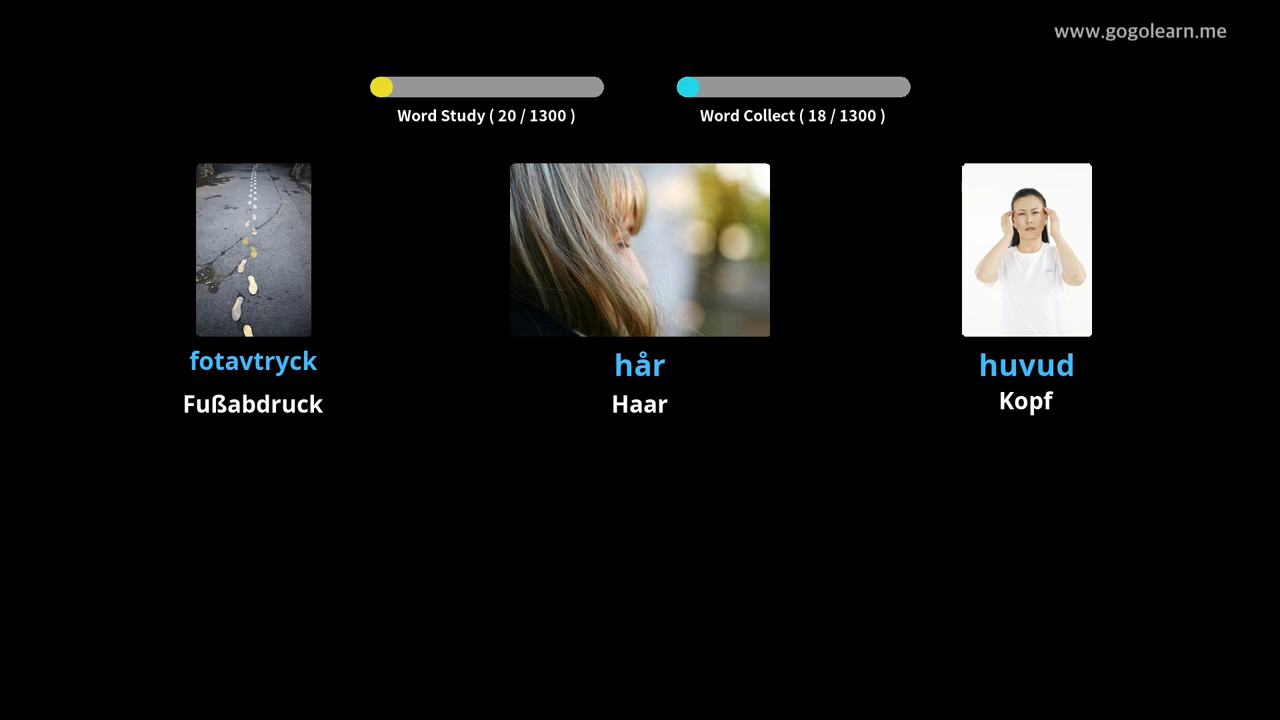 www.gogolearn.me
Word Study ( 20 / 1300 )
Word Collect ( 18 / 1300 )
fotavtryck
hår
huvud
Fußabdruck
Haar
Kopf